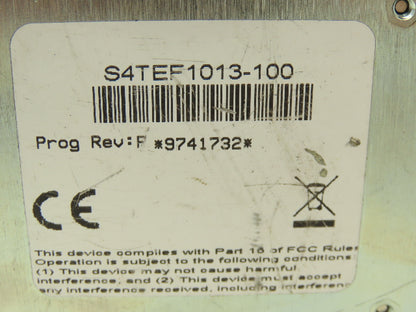 S4TEF1013-100
Prog Rev:F *9741732*
CE
This device complies with Part 15 of FCC Rules
Operation is subject to the following conditions:
(1) This device may not cause harmful
interference, and (2) This device must accept
any interference received, including interference